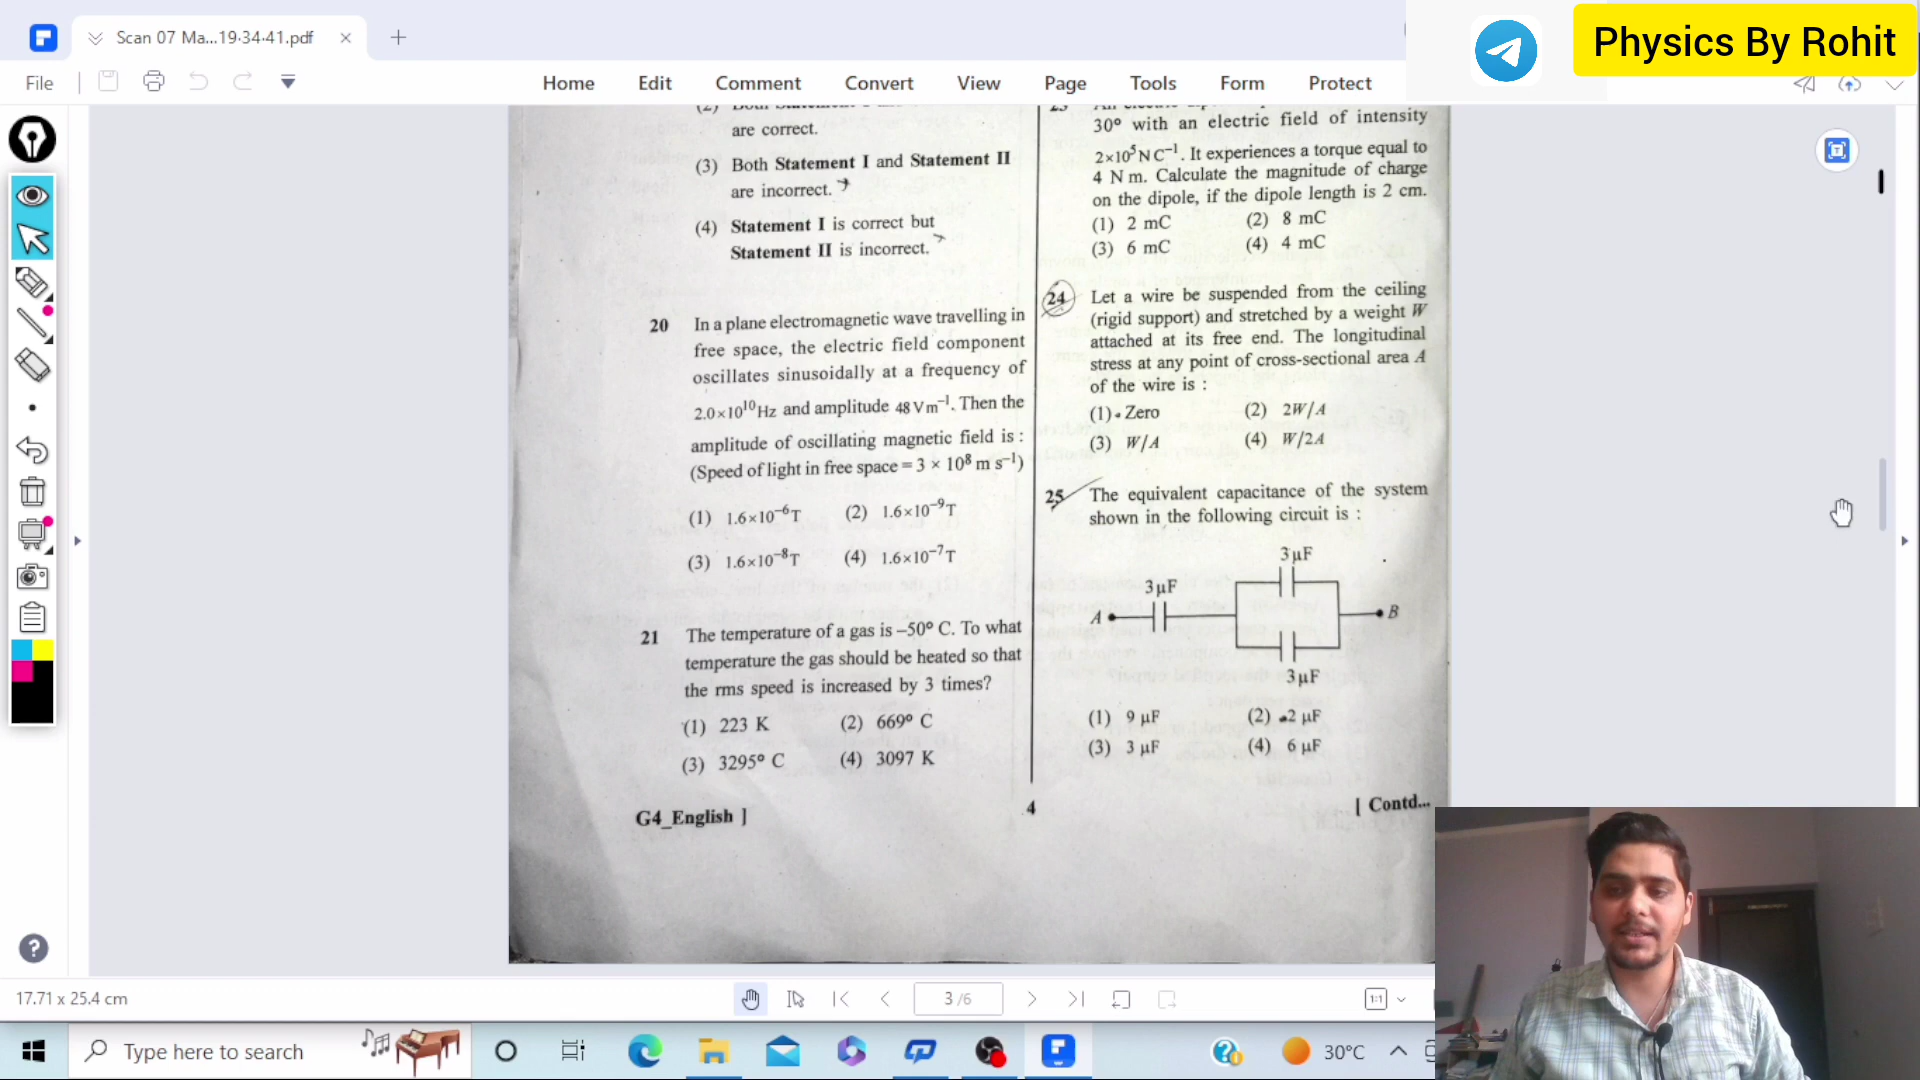 Scan 07 Ma...19·34·41.pdf
Physics By Rohit
File
Home Edit Comment Convert View Page Tools Form Protect
are correct.
(3) Both Statement I and Statement II
are incorrect.
(4) Statement I is correct but
Statement II is incorrect.
20 In a plane electromagnetic wave travelling in
free space, the electric field component
oscillates sinusoidally at a frequency of
2.0×10¹⁰Hz and amplitude 48 V m⁻¹. Then the
amplitude of oscillating magnetic field is :
(Speed of light in free space = 3 × 10⁸ m s⁻¹)
(1) 1.6×10⁻⁶T (2) 1.6×10⁻⁹T
(3) 1.6×10⁻⁸T (4) 1.6×10⁻⁷T
21 The temperature of a gas is –50° C. To what
temperature the gas should be heated so that
the rms speed is increased by 3 times?
(1) 223 K (2) 669° C
(3) 3295° C (4) 3097 K
G4_English ]
30° with an electric field of intensity
2×10⁵ N C⁻¹. It experiences a torque equal to
4 N m. Calculate the magnitude of charge
on the dipole, if the dipole length is 2 cm.
(1) 2 mC (2) 8 mC
(3) 6 mC (4) 4 mC
24 Let a wire be suspended from the ceiling
(rigid support) and stretched by a weight W
attached at its free end. The longitudinal
stress at any point of cross-sectional area A
of the wire is :
(1) Zero (2) 2W/A
(3) W/A (4) W/2A
25 The equivalent capacitance of the system
shown in the following circuit is :
3 μF
3 μF
A B
3 μF
(1) 9 μF (2) 2 μF
(3) 3 μF (4) 6 μF
4
[ Contd...
17.71 x 25.4 cm
3 /6
1:1
Type here to search
30°C